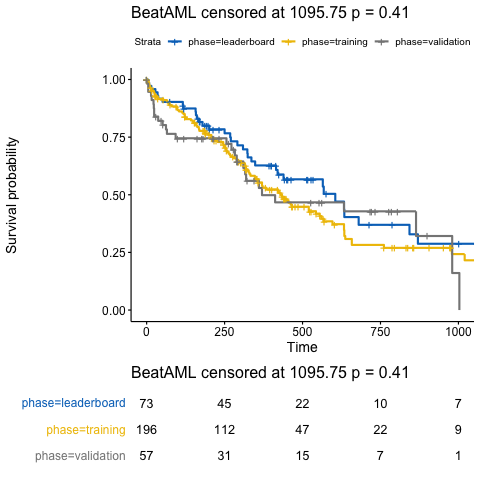 BeatAML censored at 1095.75 p = 0.41
Strata phase=leaderboard phase=training phase=validation
Survival probability
1.00
0.75
0.50
0.25
0.00
0 250 500 750 1000
Time
BeatAML censored at 1095.75 p = 0.41
phase=leaderboard 73 45 22 10 7
phase=training 196 112 47 22 9
phase=validation 57 31 15 7 1